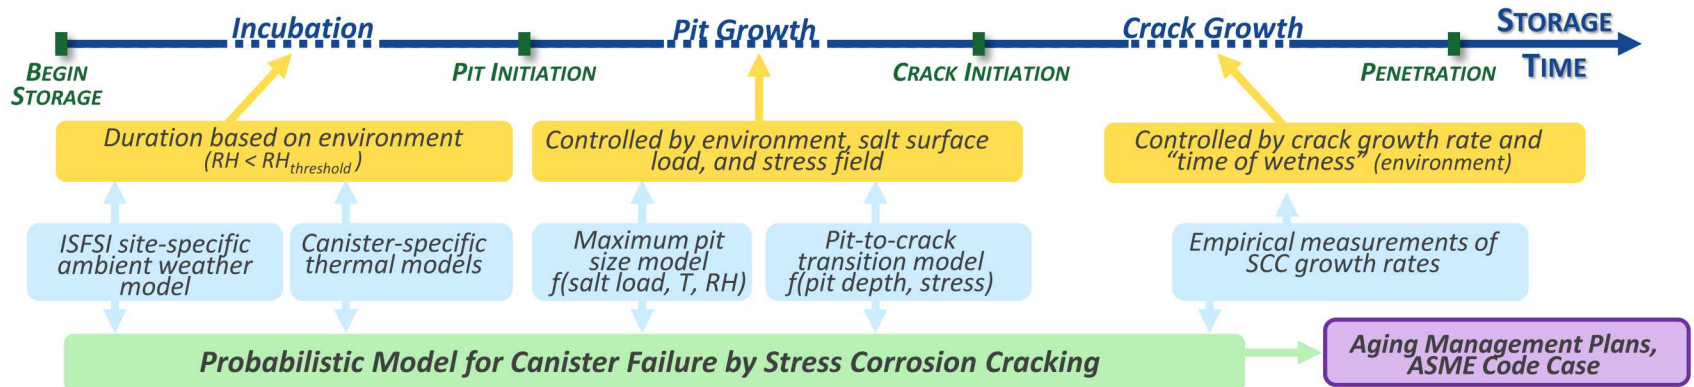 Incubation
Pit Growth
Crack Growth
STORAGE
TIME
BEGIN
STORAGE
PIT INITIATION
CRACK INITIATION
PENETRATION
Duration based on environment
(RH < RHthreshold)
Controlled by environment, salt surface
load, and stress field
Controlled by crack growth rate and
“time of wetness” (environment)
ISFSI site-specific
ambient weather
model
Canister-specific
thermal models
Maximum pit
size model
f(salt load, T, RH)
Pit-to-crack
transition model
f(pit depth, stress)
Empirical measurements of
SCC growth rates
Probabilistic Model for Canister Failure by Stress Corrosion Cracking
Aging Management Plans,
ASME Code Case